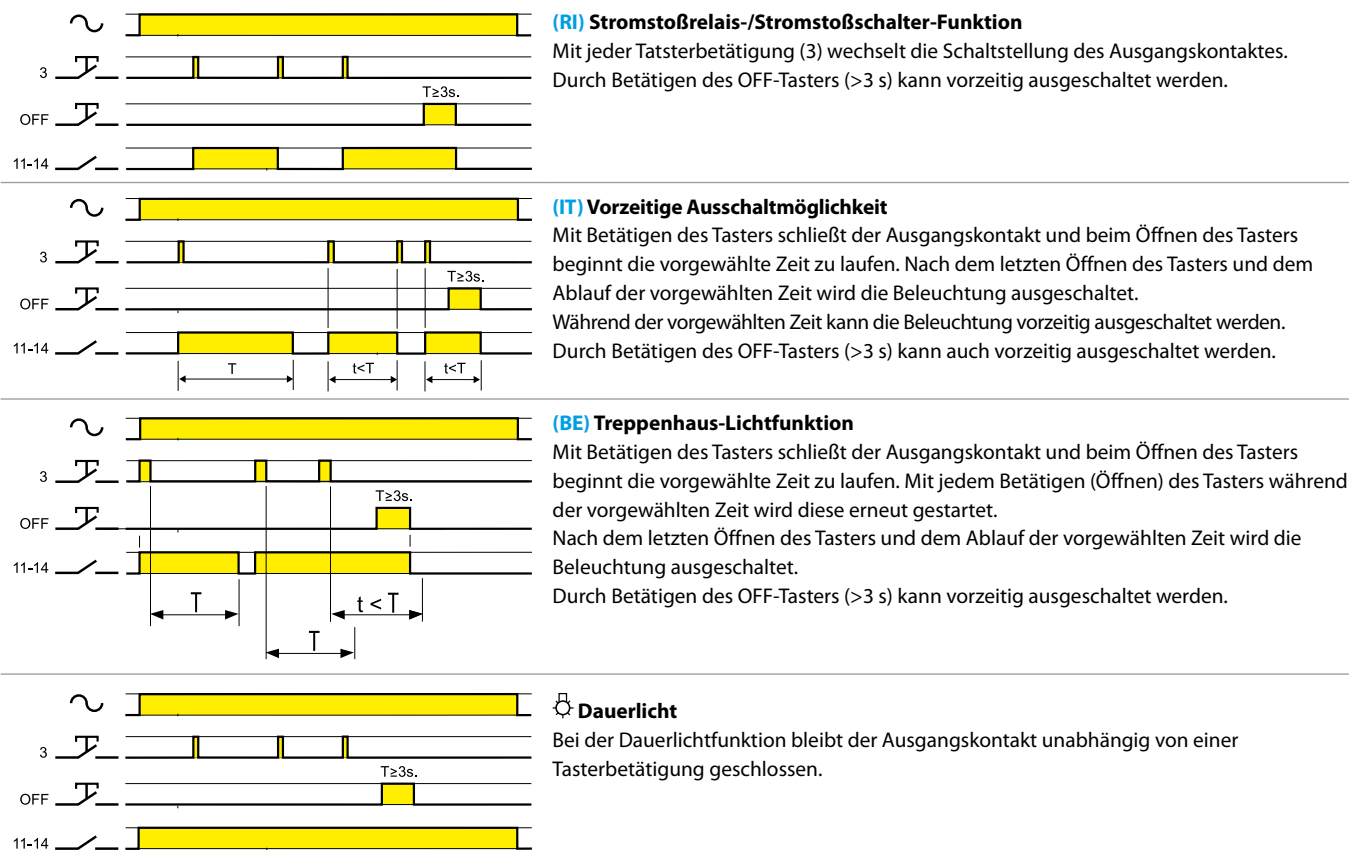 (RI) Stromstoßrelais-/Stromstoßschalter-Funktion
Mit jeder Tatsterbetätigung (3) wechselt die Schaltstellung des Ausgangskontaktes.
Durch Betätigen des OFF-Tasters (>3 s) kann vorzeitig ausgeschaltet werden.
3
T≥3s.
OFF
11-14
(IT) Vorzeitige Ausschaltmöglichkeit
Mit Betätigen des Tasters schließt der Ausgangskontakt und beim Öffnen des Tasters
beginnt die vorgewählte Zeit zu laufen. Nach dem letzten Öffnen des Tasters und dem
Ablauf der vorgewählten Zeit wird die Beleuchtung ausgeschaltet.
Während der vorgewählten Zeit kann die Beleuchtung vorzeitig ausgeschaltet werden.
Durch Betätigen des OFF-Tasters (>3 s) kann auch vorzeitig ausgeschaltet werden.
3
T≥3s.
OFF
11-14
T t<T t<T
(BE) Treppenhaus-Lichtfunktion
Mit Betätigen des Tasters schließt der Ausgangskontakt und beim Öffnen des Tasters
beginnt die vorgewählte Zeit zu laufen. Mit jedem Betätigen (Öffnen) des Tasters während
der vorgewählten Zeit wird diese erneut gestartet.
Nach dem letzten Öffnen des Tasters und dem Ablauf der vorgewählten Zeit wird die
Beleuchtung ausgeschaltet.
Durch Betätigen des OFF-Tasters (>3 s) kann vorzeitig ausgeschaltet werden.
3
T≥3s.
OFF
11-14
T t < T
T
Dauerlicht
Bei der Dauerlichtfunktion bleibt der Ausgangskontakt unabhängig von einer
Tasterbetätigung geschlossen.
3
T≥3s.
OFF
11-14